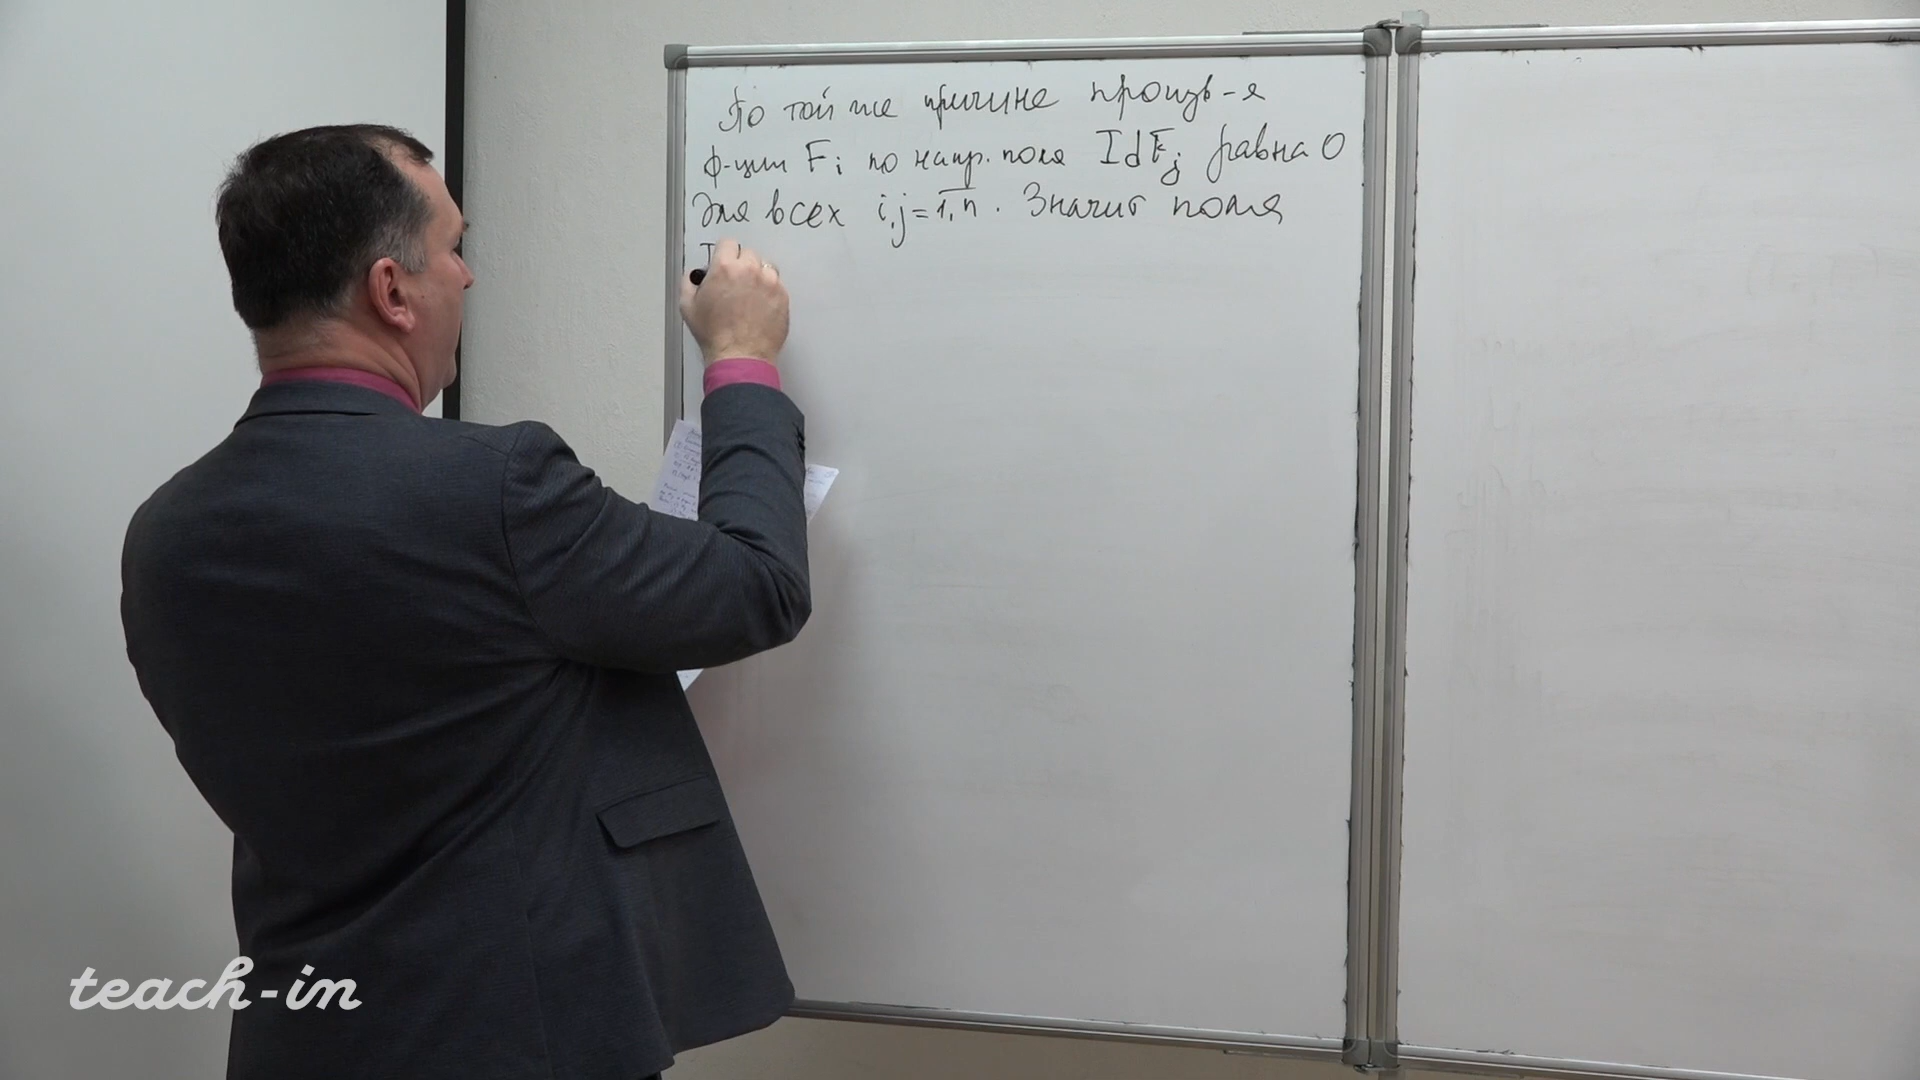 По той же причине произв-я
ф-ции Fi по напр. поля IdFj равна 0
для всех i,j=1,n. Значит поля
I
teach-in